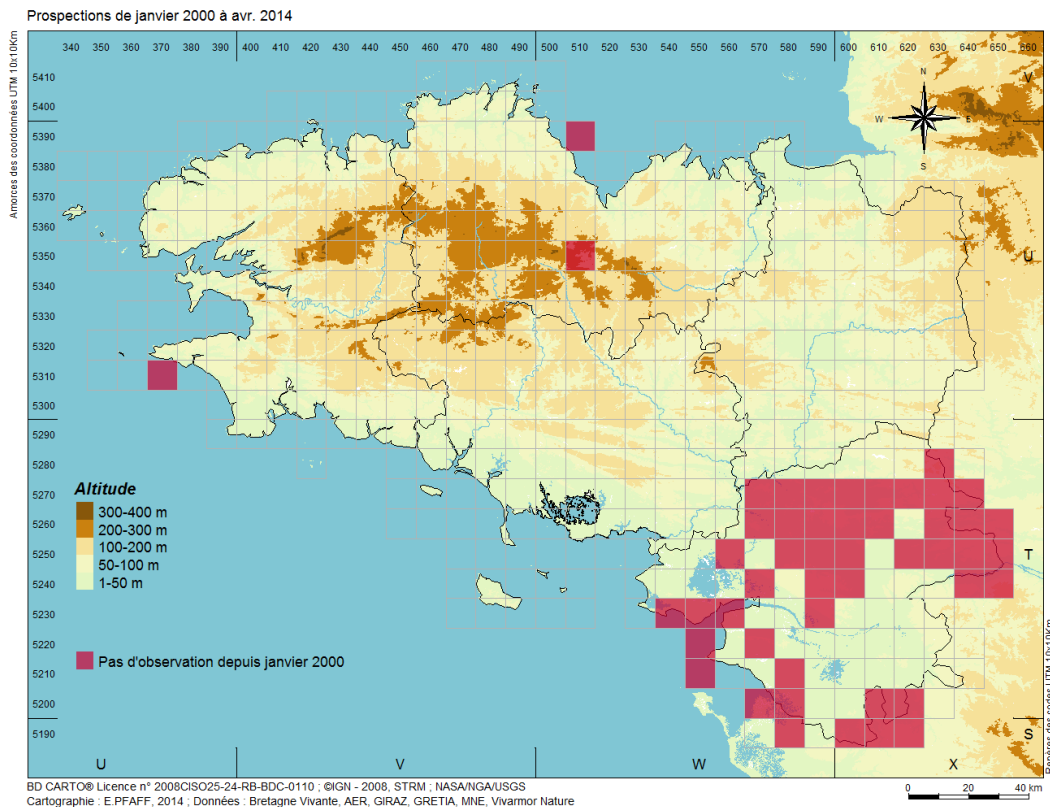 Prospections de janvier 2000 à avr. 2014
Amorces des coordonnées UTM 10x10Km
340 350 360 370 380 390 400 410 420 430 440 450 460 470 480 490 500 510 520 530 540 550 560 570 580 590 600 610 620 630 640 650 660
5410
5400
5390
5380
5370
5360
5350
5340
5330
5320
5310
5300
5290
5280
5270
5260
5250
5240
5230
5220
5210
5200
5190
N
W E
S
V
U
T
S
Altitude
300-400 m
200-300 m
100-200 m
50-100 m
1-50 m
Pas d'observation depuis janvier 2000
U V W X
Repères des codes UTM 10x10Km
BD CARTO® Licence n° 2008CISO25-24-RB-BDC-0110 ; ©IGN - 2008, STRM ; NASA/NGA/USGS
Cartographie : E.PFAFF, 2014 ; Données : Bretagne Vivante, AER, GIRAZ, GRETIA, MNE, Vivarmor Nature
0 20 40 km